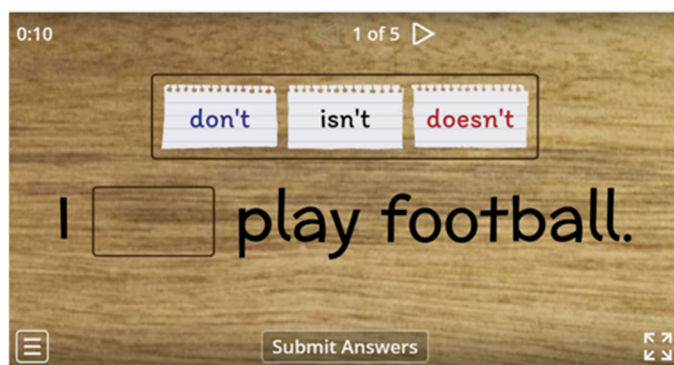 0:10 1 of 5
don't isn't doesn't
I play football.
Submit Answers